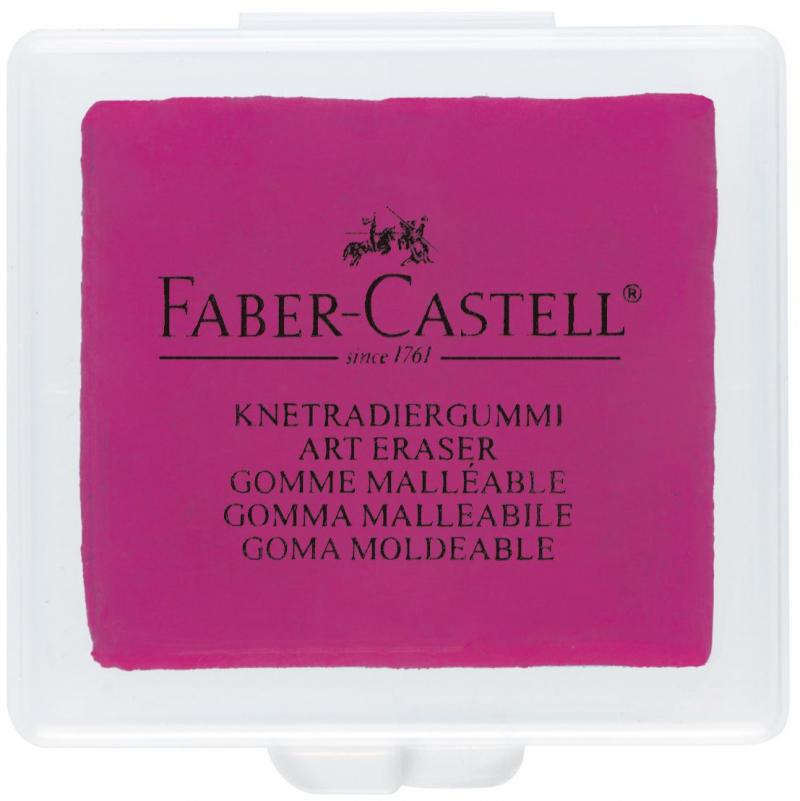 FABER-CASTELL®
since 1761
KNETRADIERGUMMI
ART ERASER
GOMME MALLÉABLE
GOMMA MALLEABILE
GOMA MOLDEABLE